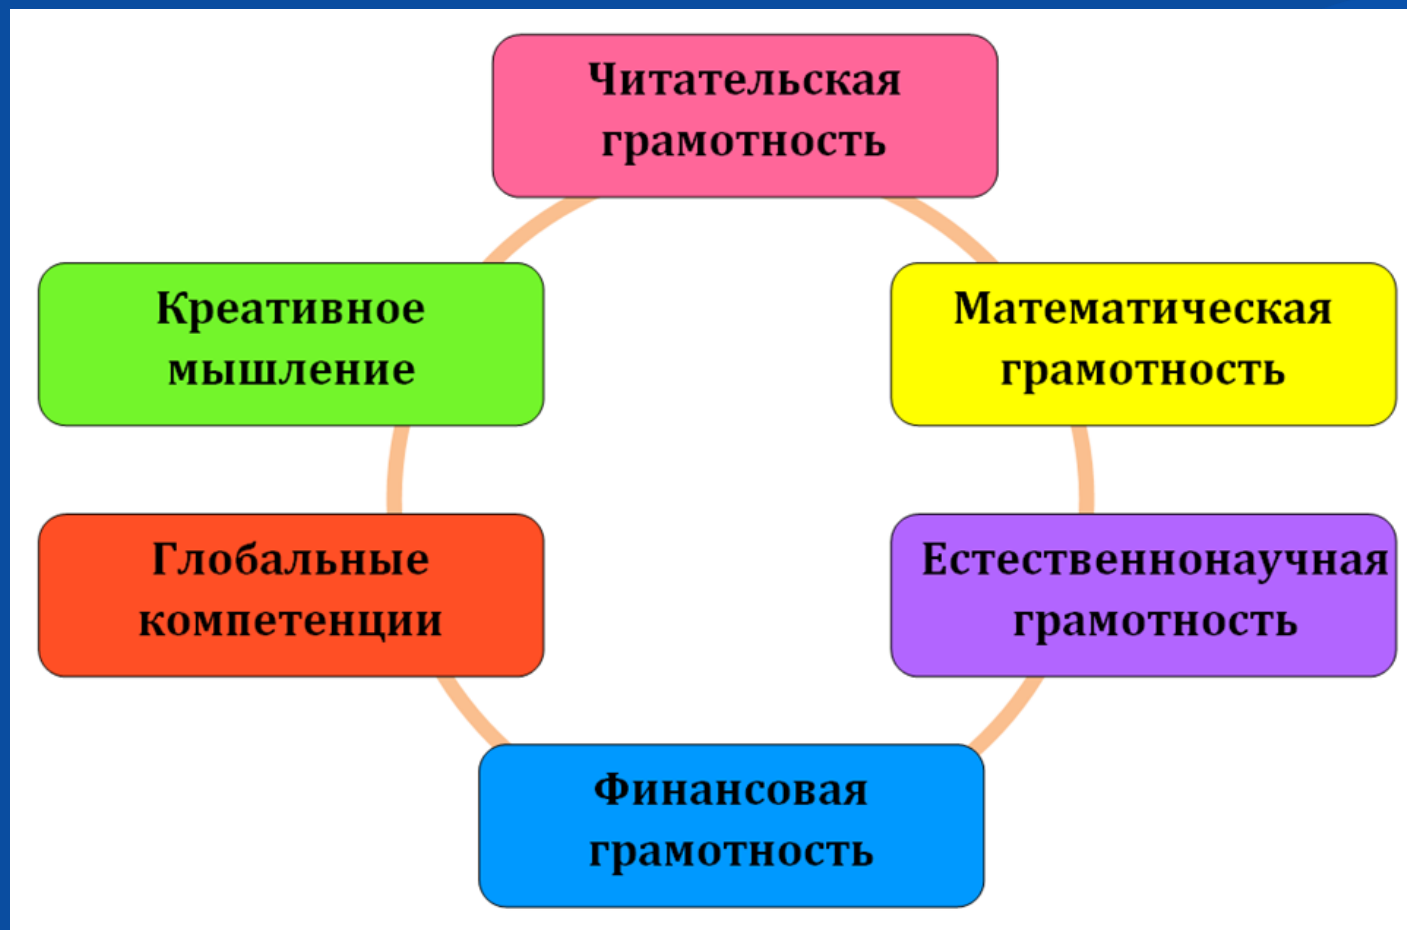 Читательская
грамотность
Креативное
мышление
Математическая
грамотность
Глобальные
компетенции
Естественнонаучная
грамотность
Финансовая
грамотность